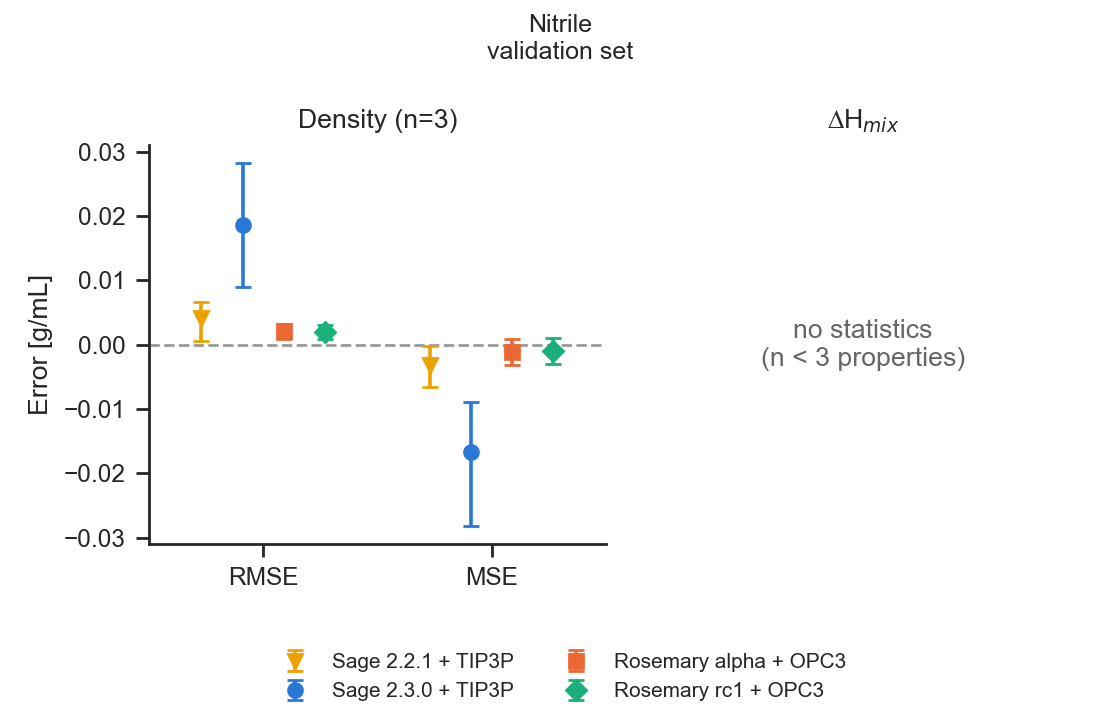 Nitrile
validation set
Density (n=3)
ΔH_mix
0.03
0.02
0.01
0.00
−0.01
−0.02
−0.03
Error [g/mL]
no statistics
(n < 3 properties)
RMSE
MSE
Sage 2.2.1 + TIP3P
Sage 2.3.0 + TIP3P
Rosemary alpha + OPC3
Rosemary rc1 + OPC3